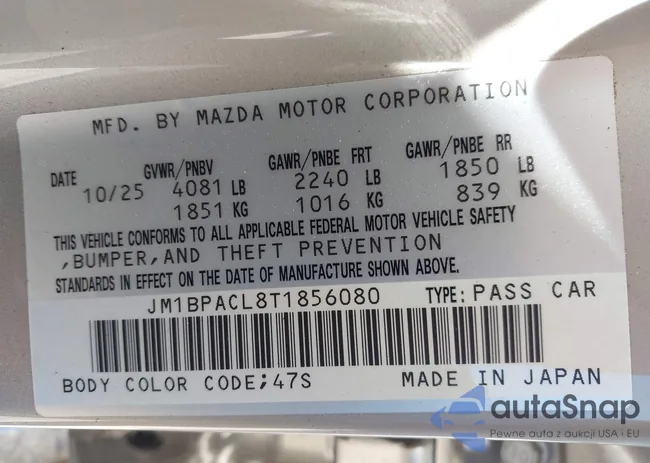 MFD. BY MAZDA MOTOR CORPORATION
DATE GVWR/PNBV GAWR/PNBE FRT GAWR/PNBE RR
10/25 4081 LB 2240 LB 1850 LB
1851 KG 1016 KG 839 KG
THIS VEHICLE CONFORMS TO ALL APPLICABLE FEDERAL MOTOR VEHICLE SAFETY
,BUMPER,AND THEFT PREVENTION
STANDARDS IN EFFECT ON THE DATE OF MANUFACTURE SHOWN ABOVE.
JM1BPACL8T1856080 TYPE: PASS CAR
BODY COLOR CODE;47S MADE IN JAPAN
autoSnap
Pewne auta z aukcji USA i EU